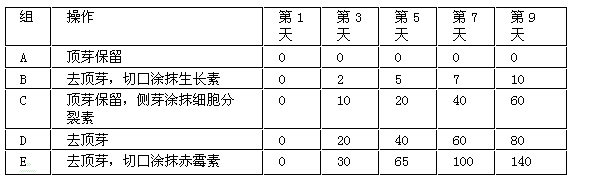 组 操作 第 1 天 第 3 天 第 5 天 第 7 天 第 9 天
A 顶芽保留 0 0 0 0 0
B 去顶芽，切口涂抹生长素 0 2 5 7 10
C 顶芽保留，侧芽涂抹细胞分 0 10 20 40 60
裂素
D 去顶芽 0 20 40 60 80
E 去顶芽，切口涂抹赤霉素 0 30 65 100 140